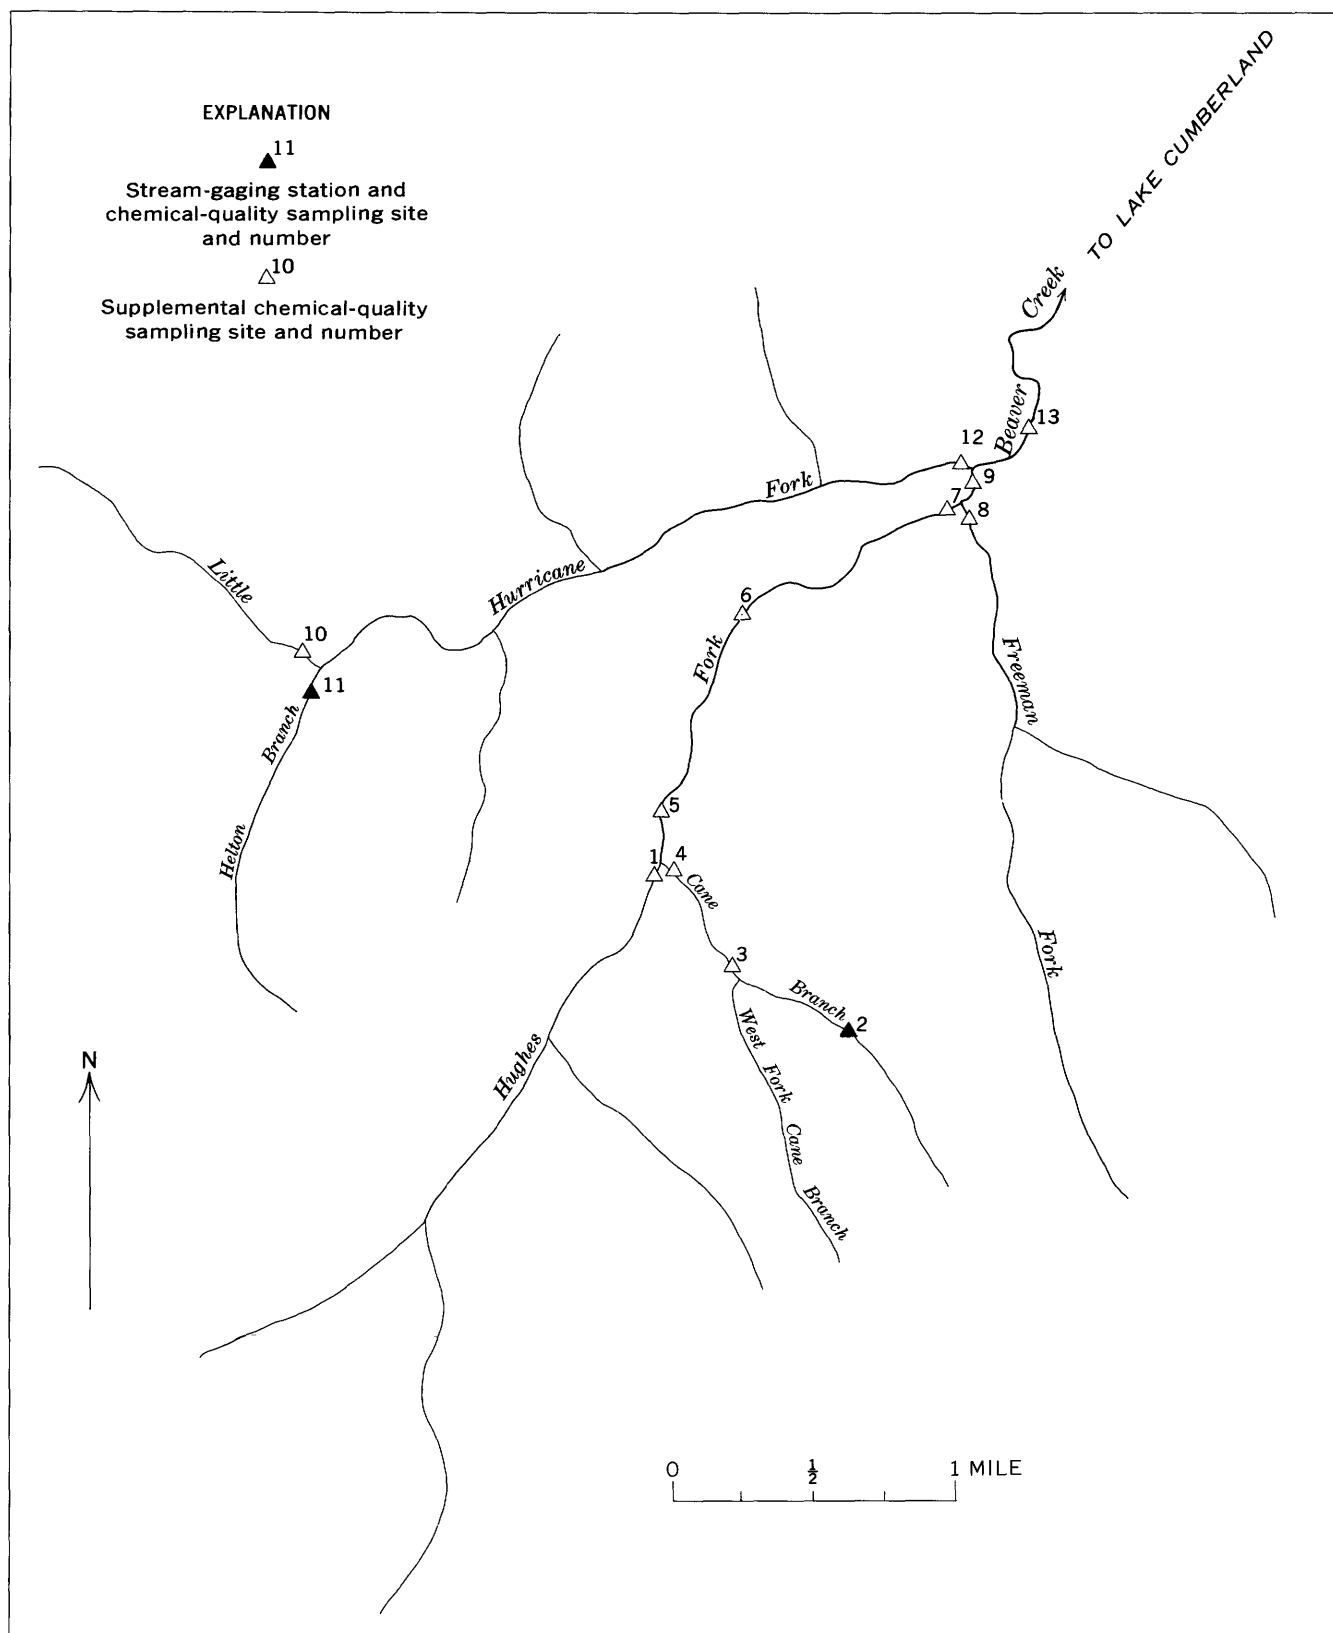 EXPLANATION
11
Stream-gaging station and
chemical-quality sampling site
and number
10
Supplemental chemical-quality
sampling site and number
TO LAKE CUMBERLAND
Creek
Beaver
13
12
9
7
8
Fork
Hurricane
Little
10
11
Branch
Helton
6
Fork
Freeman
Fork
5
1
4
Cane
3
Branch
2
West Fork Cane Branch
Hughes
N
0 ½ 1 MILE